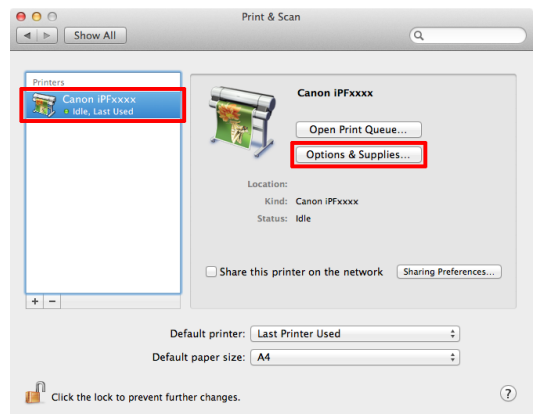 Print & Scan
Show All
Printers
Canon iPFxxxx
Idle, Last Used
Canon iPFxxxx
Open Print Queue...
Options & Supplies...
Location:
Kind: Canon iPFxxxx
Status: Idle
Share this printer on the network Sharing Preferences...
+ −
Default printer: Last Printer Used
Default paper size: A4
Click the lock to prevent further changes. ?